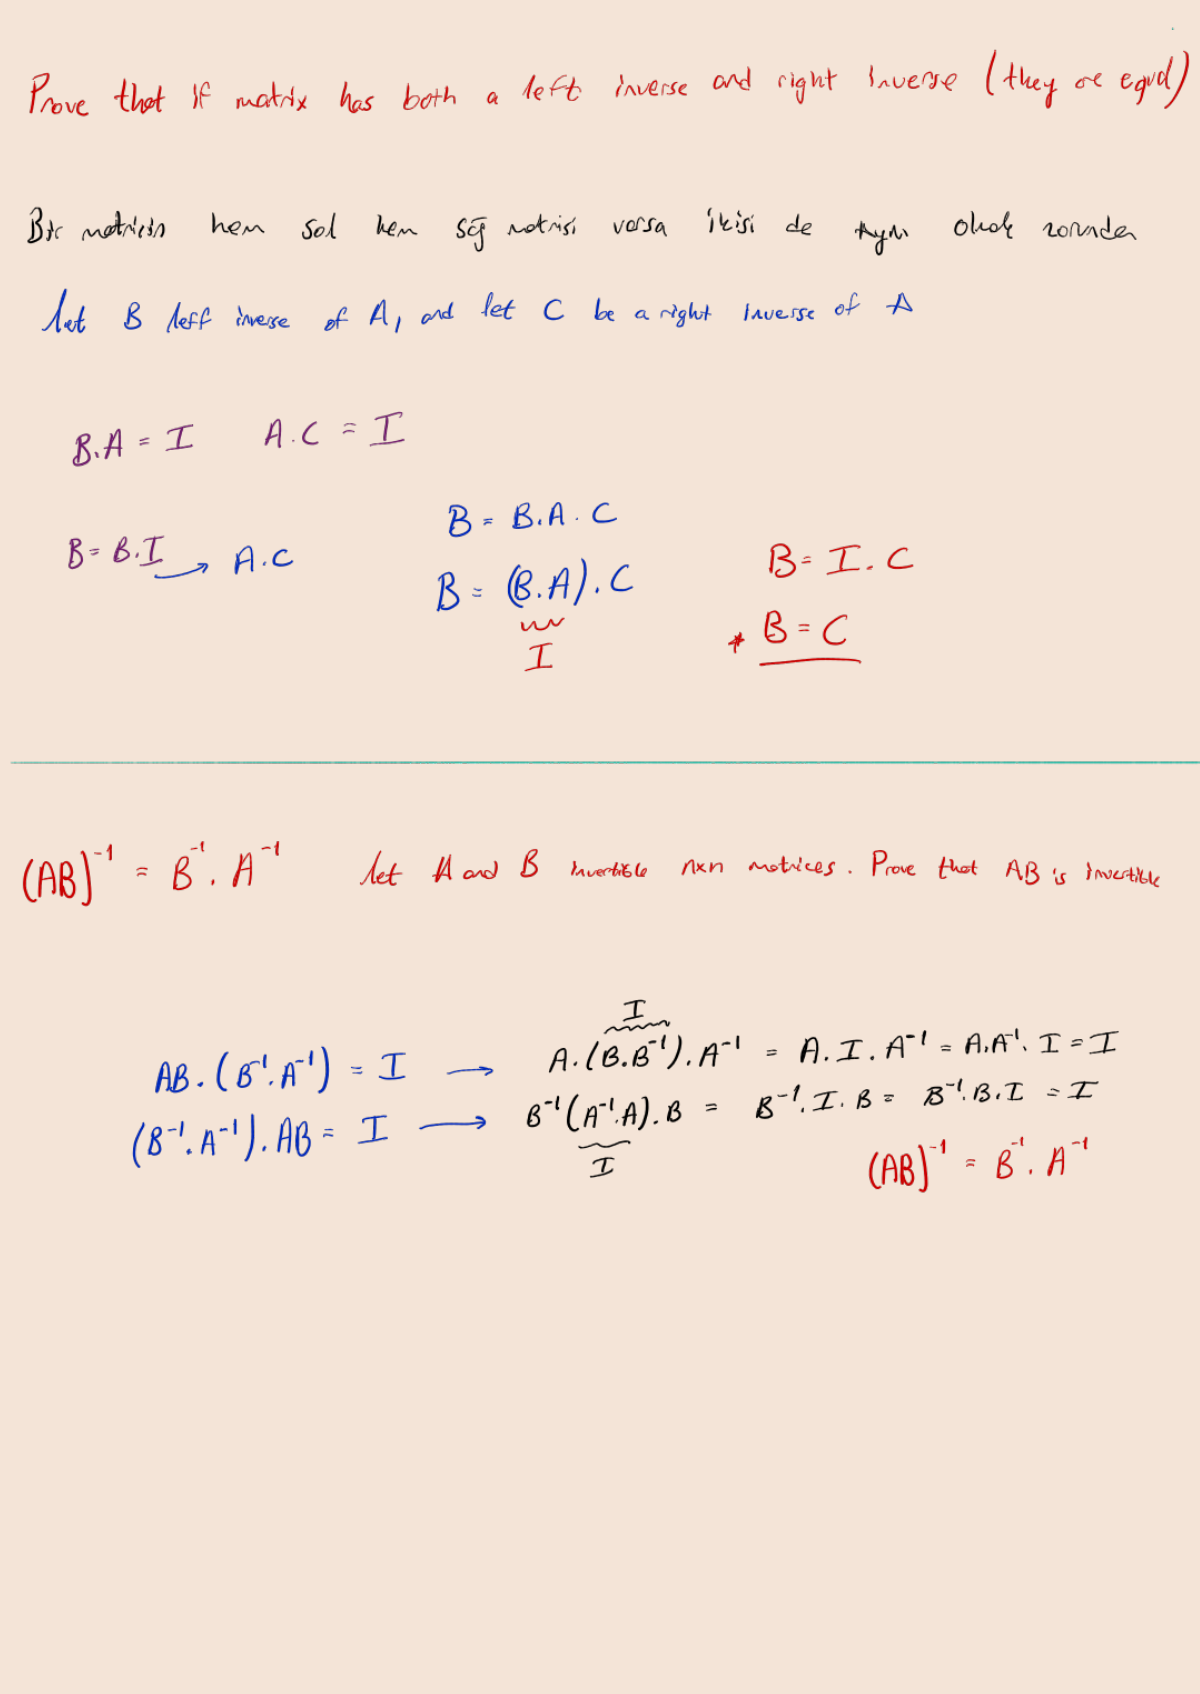 Prove that if matrix has both a left inverse and right inverse (they are equal)
Bir matrisin hem sol hem sağ matrisi varsa ikisi de aynı olmak zorunda
let B left inverse of A, and let C be a right inverse of A
B.A = I A.C = I
B = B.I → A.C
B = B.A.C
B = (B.A).C
I
B = I.C
* B = C
(AB)⁻¹ = B⁻¹.A⁻¹ let A and B invertible nxn matrices. Prove that AB is invertible
I
AB.(B⁻¹.A⁻¹) = I → A.(B.B⁻¹).A⁻¹ = A.I.A⁻¹ = A.A⁻¹.I = I
(B⁻¹.A⁻¹).AB = I → B⁻¹(A⁻¹.A).B = B⁻¹.I.B = B⁻¹.B.I = I
I
(AB)⁻¹ = B⁻¹.A⁻¹